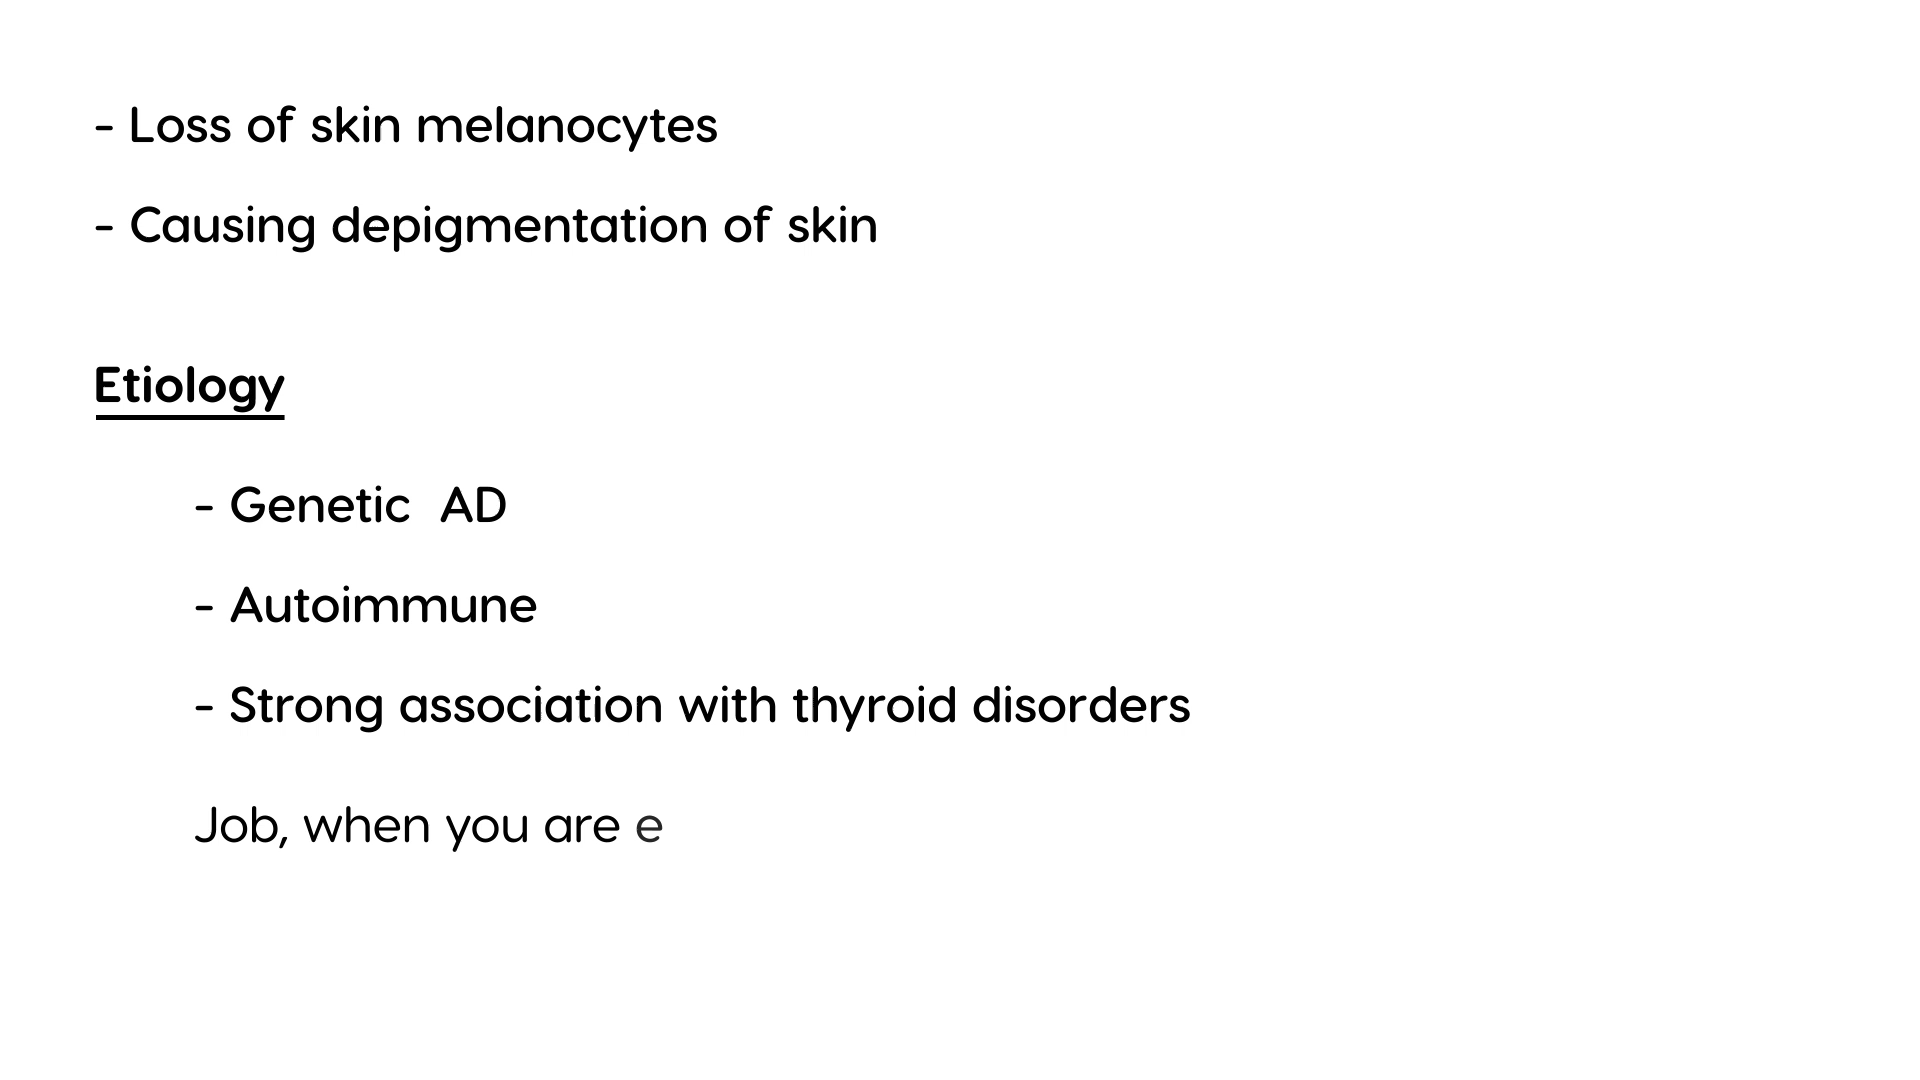 - Loss of skin melanocytes
- Causing depigmentation of skin
Etiology
- Genetic  AD
- Autoimmune
- Strong association with thyroid disorders
Job, when you are e